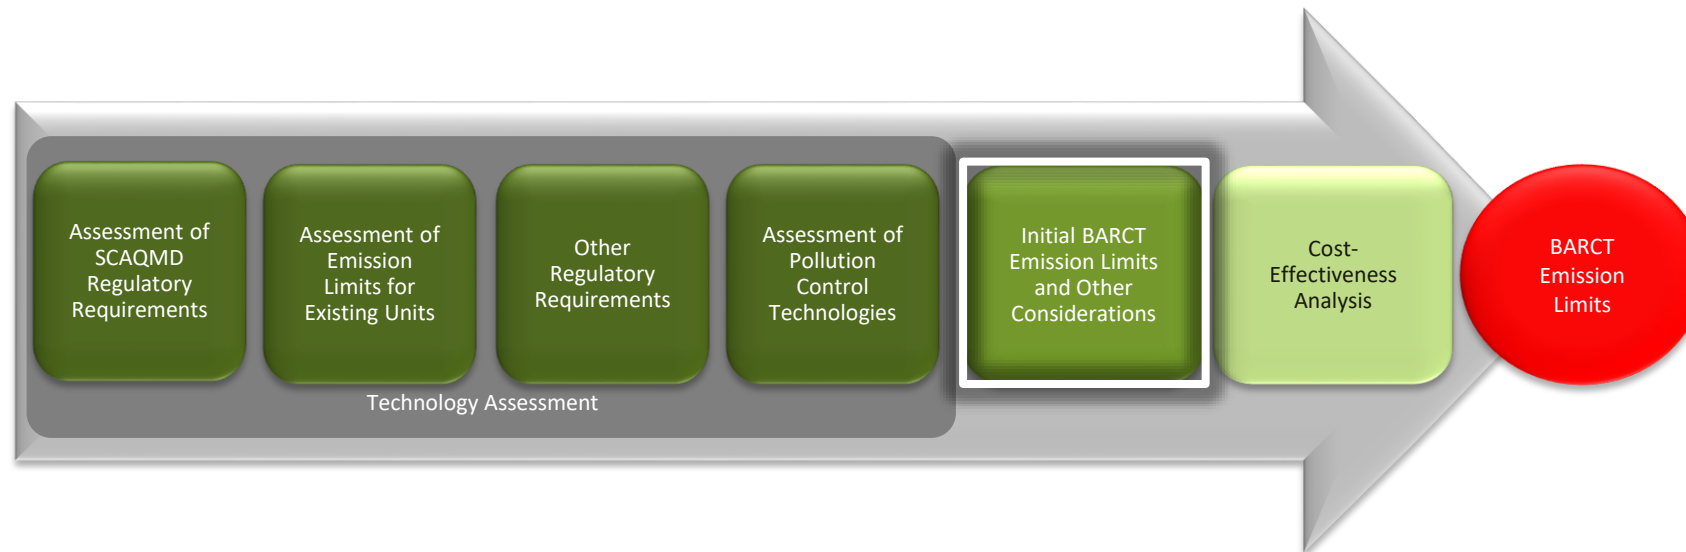 Assessment of
SCAQMD
Regulatory
Requirements
Assessment of
Emission
Limits for
Existing Units
Other
Regulatory
Requirements
Assessment of
Pollution
Control
Technologies
Technology Assessment
Initial BARCT
Emission Limits
and Other
Considerations
Cost-
Effectiveness
Analysis
BARCT
Emission
Limits